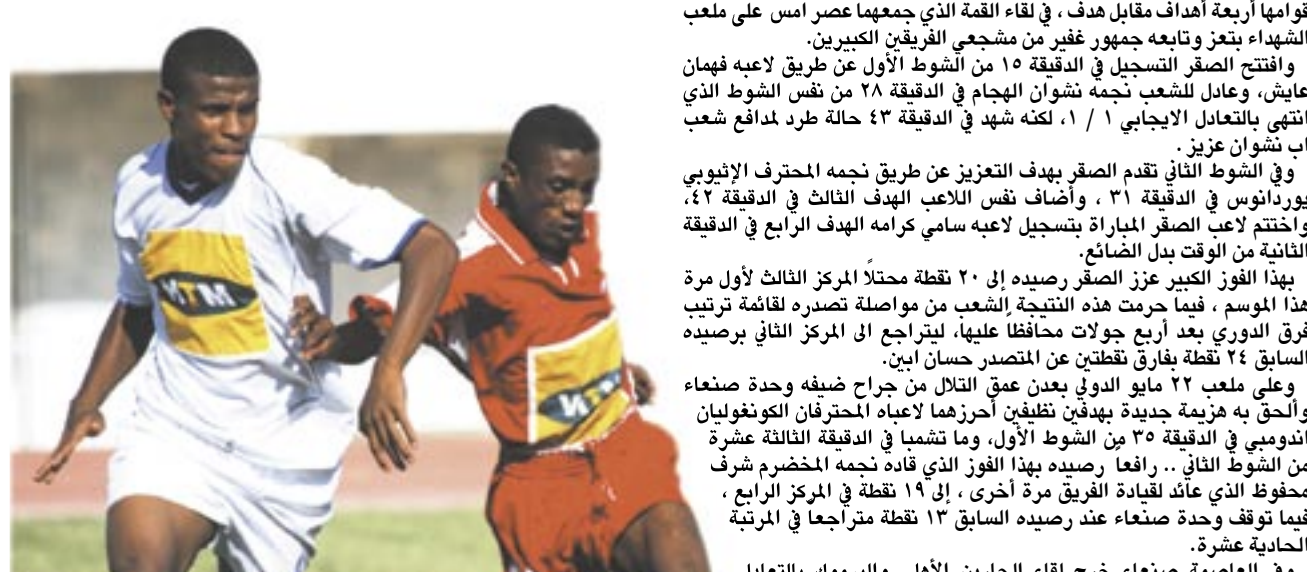 قوامها أربعة أهداف مقابل هدف ، في لقاء القمة الذي جمعهما عصر امس على ملعب
الشهداء بتعز وتابعه جمهور غفير من مشجعي الفريقين الكبيرين.
وافتتح الصقر التسجيل في الدقيقة ١٥ من الشوط الأول عن طريق لاعبه فهمان
عايش، وعادل للشعب نجمه نشوان الهجام في الدقيقة ٢٨ من نفس الشوط الذي
انتهى بالتعادل الايجابي ١ / ١، لكنه شهد في الدقيقة ٤٣ حالة طرد لمدافع شعب
اب نشوان عزيز .
وفي الشوط الثاني تقدم الصقر بهدف التعزيز عن طريق نجمه المحترف الإثيوبي
يوردانوس في الدقيقة ٣١ ، وأضاف نفس اللاعب الهدف الثالث في الدقيقة ٤٢،
واختتم لاعب الصقر المباراة بتسجيل لاعبه سامي كرامه الهدف الرابع في الدقيقة
الثانية من الوقت بدل الضائع.
بهذا الفوز الكبير عزز الصقر رصيده إلى ٢٠ نقطة محتلاً المركز الثالث لأول مرة
هذا الموسم ، فيما حرمت هذه النتيجة الشعب من مواصلة تصدره لقائمة ترتيب
فرق الدوري بعد أربع جولات محافظاً عليها، ليتراجع الى المركز الثاني برصيده
السابق ٢٤ نقطة بفارق نقطتين عن المتصدر حسان ابين.
وعلى ملعب ٢٢ مايو الدولي بعدن عمق التلال من جراح ضيفه وحدة صنعاء
وألحق به هزيمة جديدة بهدفين نظيفين أحرزهما لاعباه المحترفان الكونغوليان
اندومبي في الدقيقة ٣٥ من الشوط الأول، وما تشمبا في الدقيقة الثالثة عشرة
من الشوط الثاني .. رافعا رصيده بهذا الفوز الذي قاده نجمه المخضرم شرف
محفوظ الذي عائد لقيادة الفريق مرة أخرى ، إلى ١٩ نقطة في المركز الرابع ،
فيما توقف وحدة صنعاء عند رصيده السابق ١٣ نقطة متراجعا في المرتبة
الحادية عشرة.
MTM
MTM